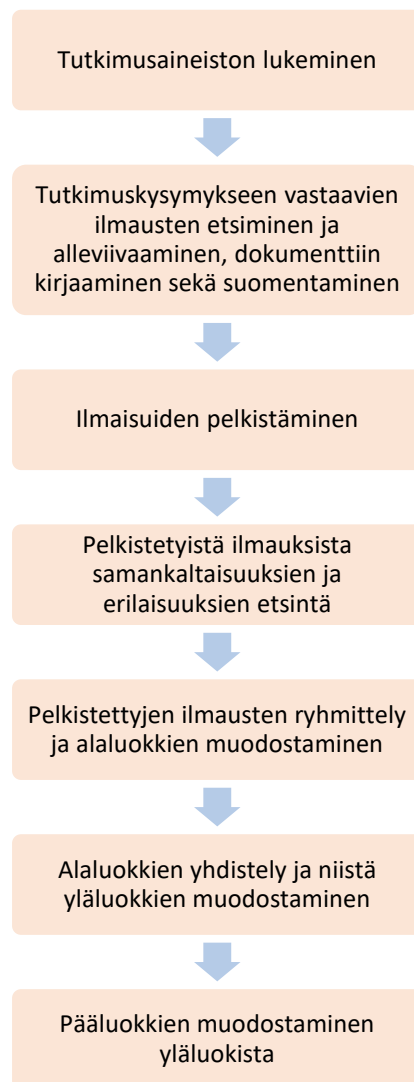 Tutkimusaineiston lukeminen
Tutkimuskysymykseen vastaavien
ilmausten etsiminen ja
alleviivaaminen, dokumenttiin
kirjaaminen sekä suomentaminen
Ilmaisuiden pelkistäminen
Pelkistetyistä ilmauksista
samankaltaisuuksien ja
erilaisuuksien etsintä
Pelkistettyjen ilmausten ryhmittely
ja alaluokkien muodostaminen
Alaluokkien yhdistely ja niistä
yläluokkien muodostaminen
Pääluokkien muodostaminen
yläluokista